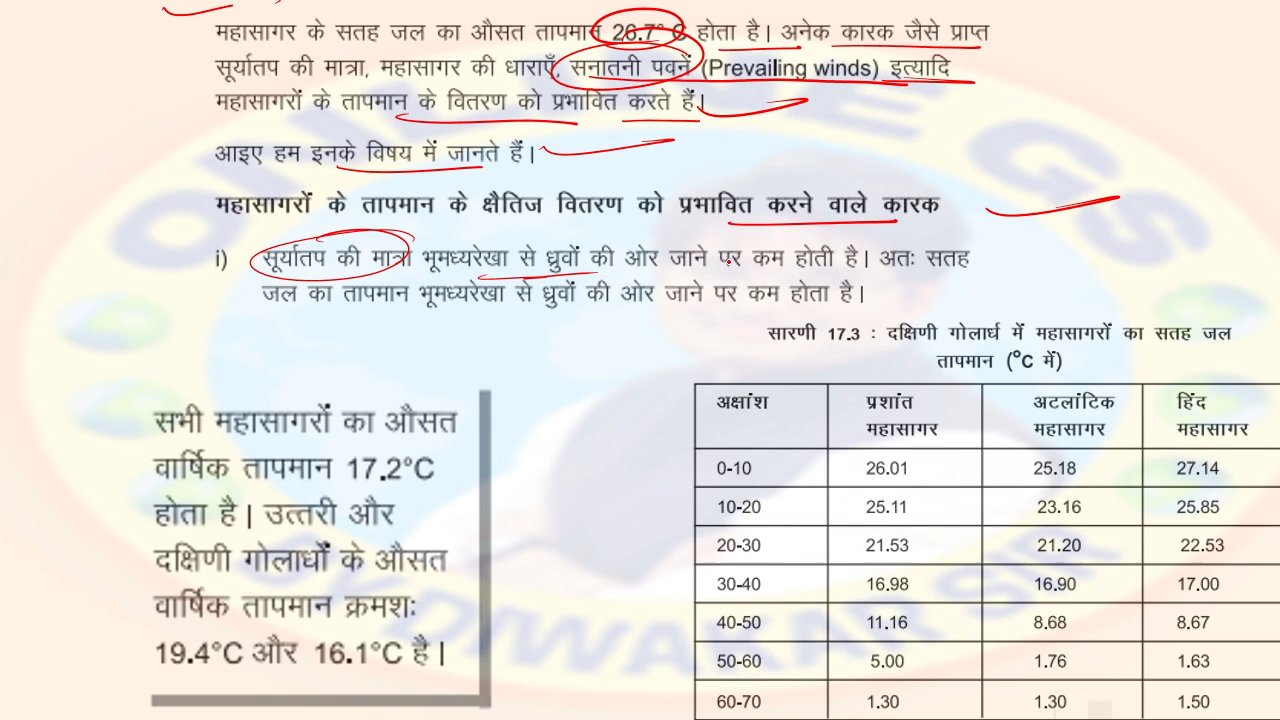 महासागर के सतह जल का औसत तापमान 26.7° C होता है। अनेक कारक जैसे प्राप्त
सूर्यातप की मात्रा, महासागर की धाराएँ, सनातनी पवनें (Prevailing winds) इत्यादि
महासागरों के तापमान के वितरण को प्रभावित करते हैं।
आइए हम इनके विषय में जानते हैं।
महासागरों के तापमान के क्षैतिज वितरण को प्रभावित करने वाले कारक
i) सूर्यातप की मात्रा भूमध्यरेखा से ध्रुवों की ओर जाने पर कम होती है। अतः सतह
जल का तापमान भूमध्यरेखा से ध्रुवों की ओर जाने पर कम होता है।
सभी महासागरों का औसत
वार्षिक तापमान 17.2°C
होता है। उत्तरी और
दक्षिणी गोलार्धों के औसत
वार्षिक तापमान क्रमशः
19.4°C और 16.1°C है।
सारणी 17.3 : दक्षिणी गोलार्ध में महासागरों का सतह जल
तापमान (°C में)
अक्षांश प्रशांत महासागर अटलांटिक महासागर हिंद महासागर
0-10 26.01 25.18 27.14
10-20 25.11 23.16 25.85
20-30 21.53 21.20 22.53
30-40 16.98 16.90 17.00
40-50 11.16 8.68 8.67
50-60 5.00 1.76 1.63
60-70 1.30 1.30 1.50